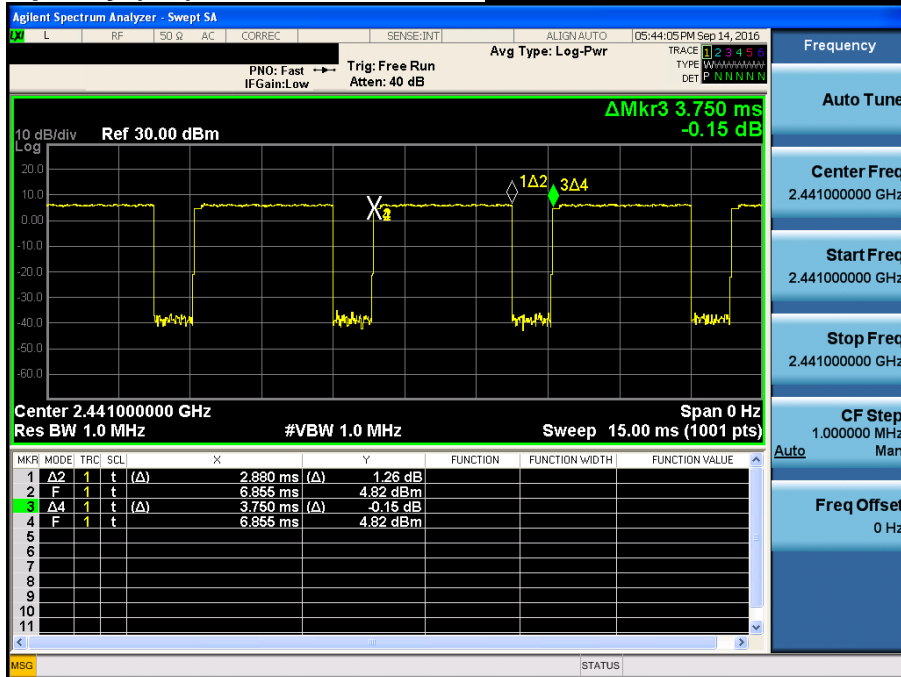 Agilent Spectrum Analyzer - Swept SA
LXI L RF 50 Ω AC CORREC SENSE:INT ALIGN AUTO 05:44:05 PM Sep 14, 2016
Avg Type: Log-Pwr TRACE 1 2 3 4 5 6
PNO: Fast Trig: Free Run TYPE WWWWWW
IFGain:Low Atten: 40 dB DET P N N N N N
ΔMkr3 3.750 ms
10 dB/div Ref 30.00 dBm -0.15 dB
Log
20.0
10.0
0.00
-10.0
-20.0
-30.0
-40.0
-50.0
-60.0
1Δ2 3Δ4
Center 2.441000000 GHz Span 0 Hz
Res BW 1.0 MHz #VBW 1.0 MHz Sweep 15.00 ms (1001 pts)
MKR MODE TRC SCL X Y FUNCTION FUNCTION WIDTH FUNCTION VALUE
1 Δ2 1 t (Δ) 2.880 ms (Δ) 1.26 dB
2 F 1 t 6.855 ms 4.82 dBm
3 Δ4 1 t (Δ) 3.750 ms (Δ) -0.15 dB
4 F 1 t 6.855 ms 4.82 dBm
5
6
7
8
9
10
11
MSG STATUS
Frequency
Auto Tune
Center Freq
2.441000000 GHz
Start Freq
2.441000000 GHz
Stop Freq
2.441000000 GHz
CF Step
1.000000 MHz
Auto Man
Freq Offset
0 Hz